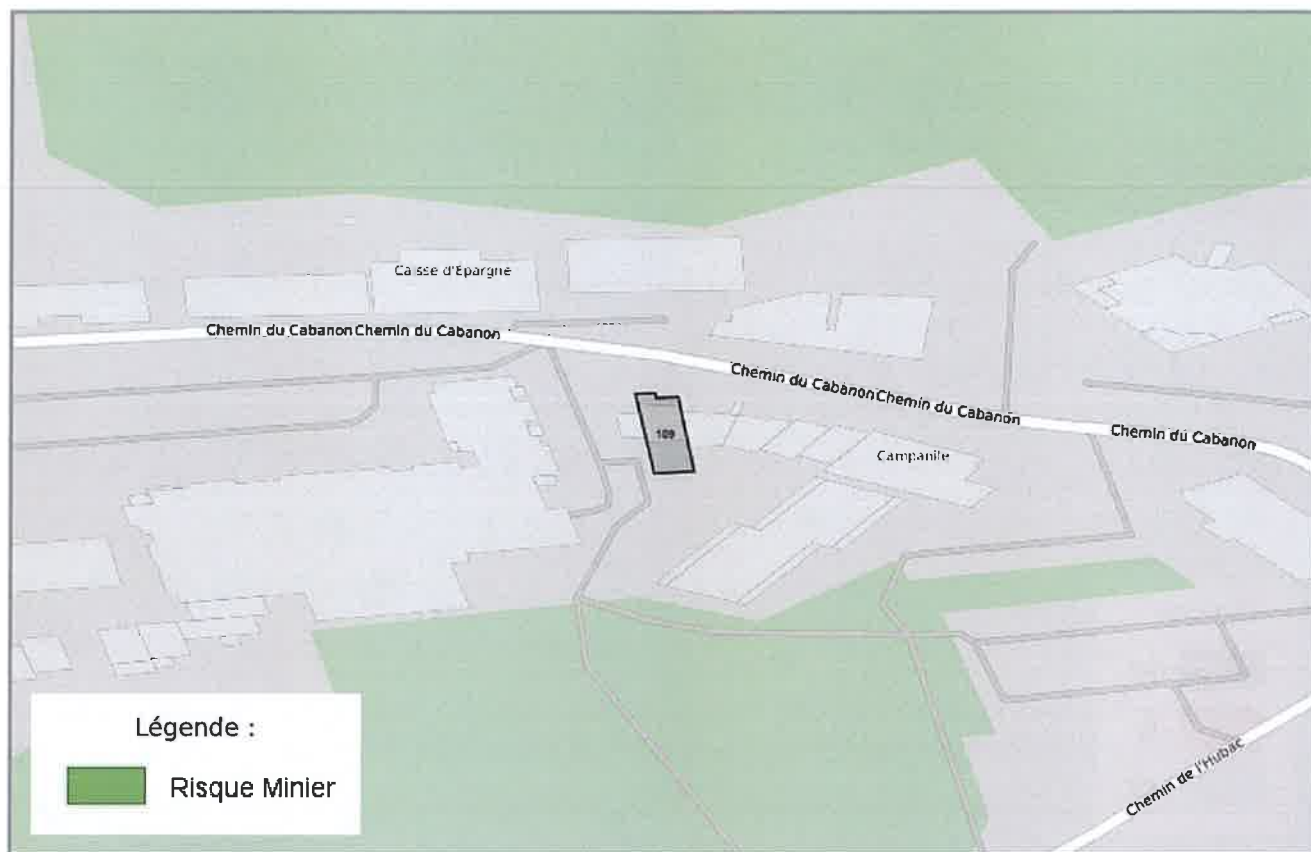 Caisse d'Epargne
Chemin du Cabanon Chemin du Cabanon
Chemin du Cabanon Chemin du Cabanon
Chemin du Cabanon
109
Campanile
Légende :
Risque Minier
Chemin de l'Hubac